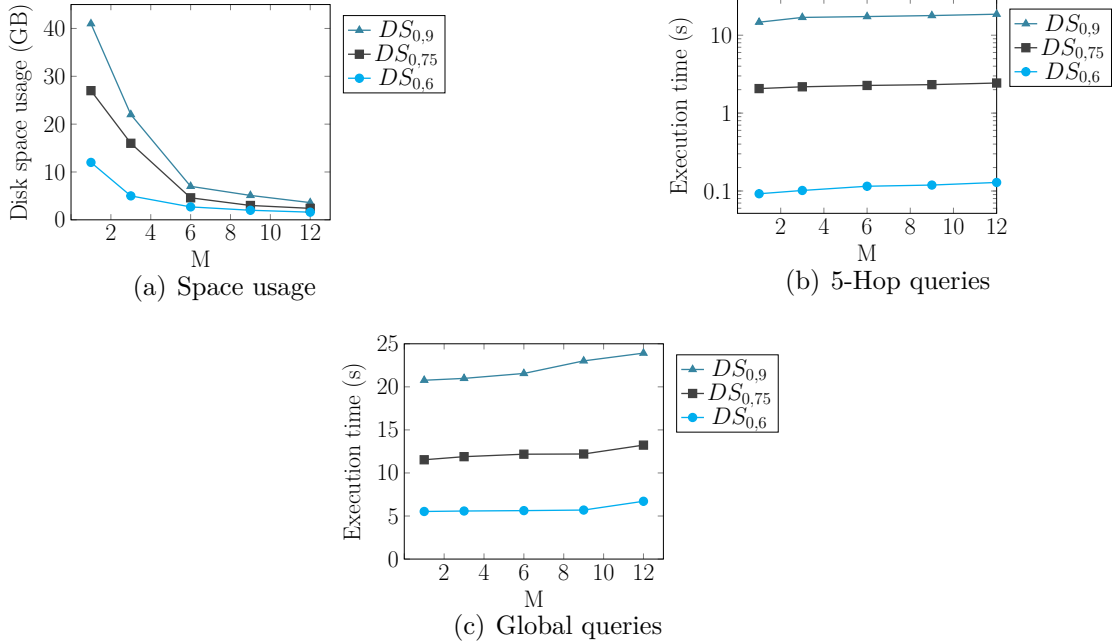 Disk space usage (GB)
40
30
20
10
0
2 4 6 8 10 12
M
DS0,9
DS0,75
DS0,6
(a) Space usage
Execution time (s)
10
1
0.1
2 4 6 8 10 12
M
DS0,9
DS0,75
DS0,6
(b) 5-Hop queries
Execution time (s)
25
20
15
10
5
0
2 4 6 8 10 12
M
DS0,9
DS0,75
DS0,6
(c) Global queries